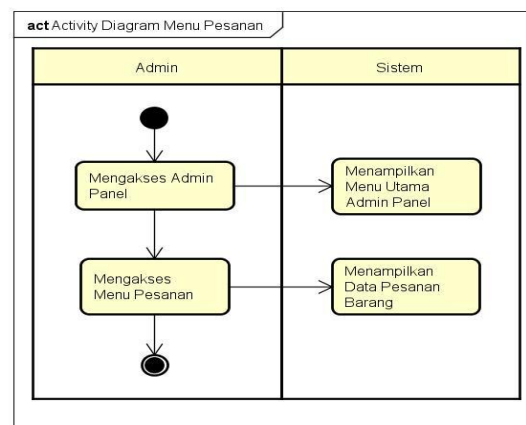 act Activity Diagram Menu Pesanan
Admin
Sistem
Mengakses Admin
Panel
Menampilkan
Menu Utama
Admin Panel
Mengakses
Menu Pesanan
Menampilkan
Data Pesanan
Barang